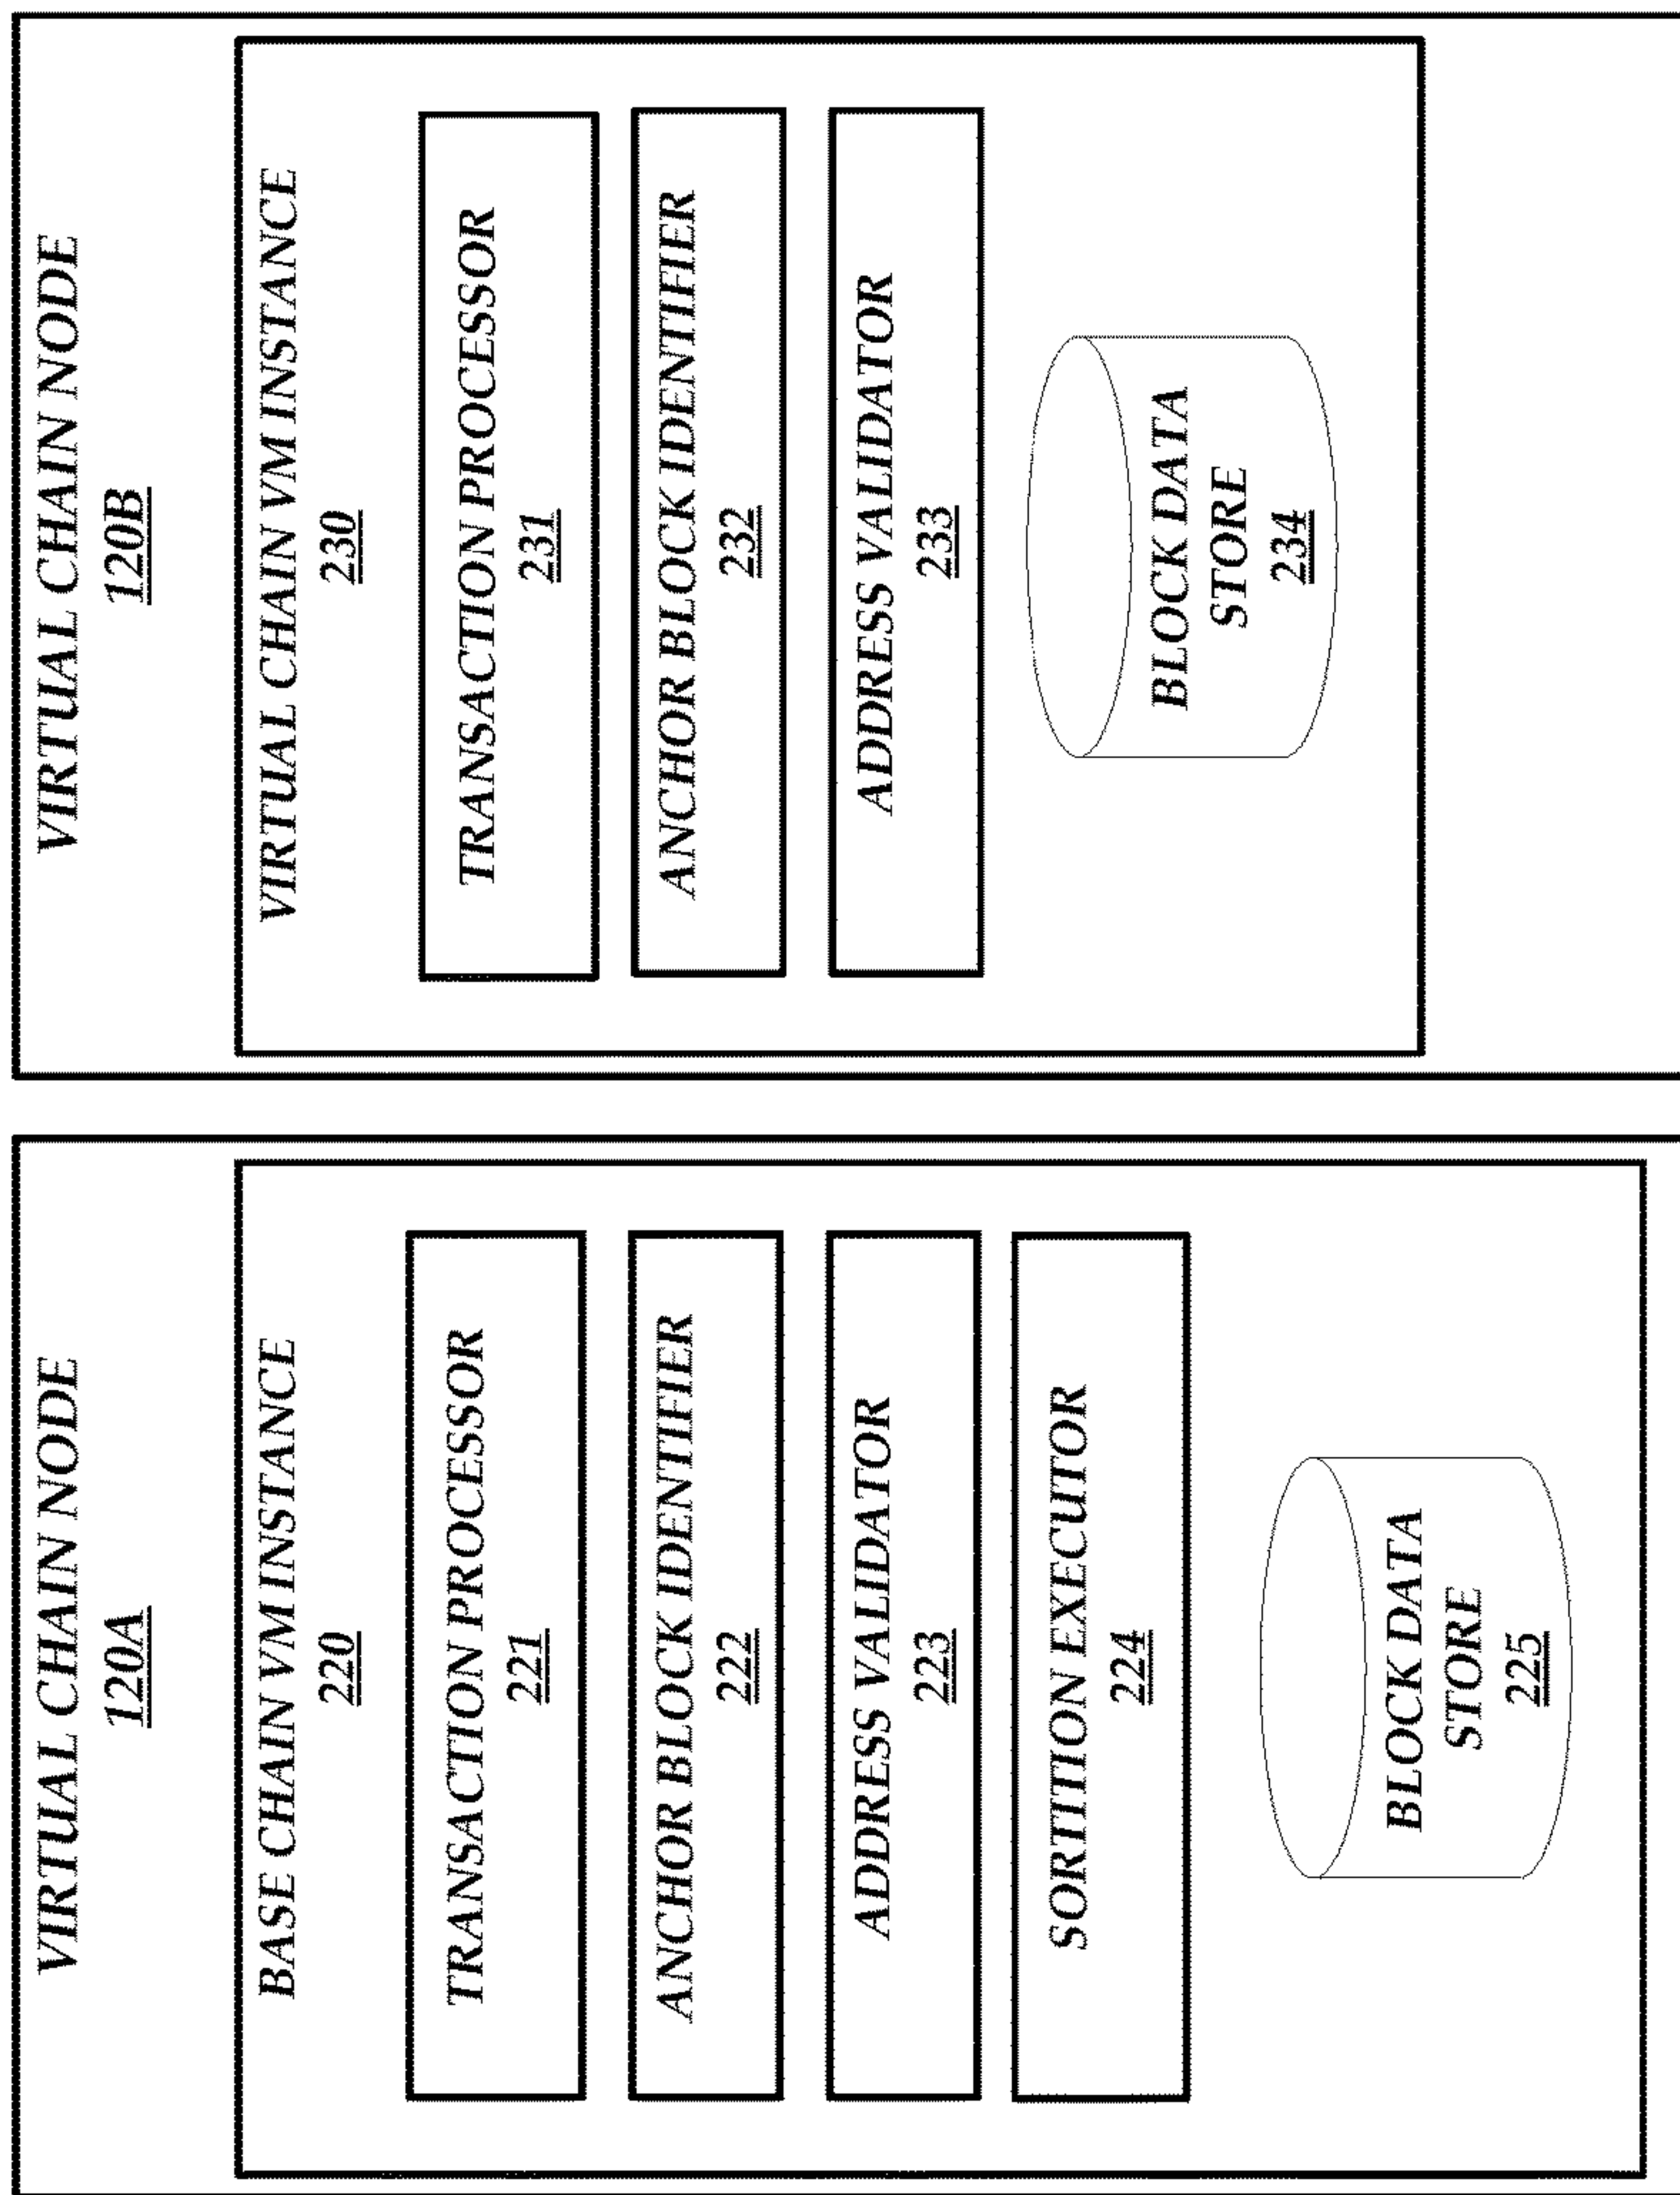 VIRTUAL CHAIN NODE
120A
BASE CHAIN VM INSTANCE
220
TRANSACTION PROCESSOR
221
ANCHOR BLOCK IDENTIFIER
222
ADDRESS VALIDATOR
223
SORTITION EXECUTOR
224
BLOCK DATA
STORE
225
VIRTUAL CHAIN NODE
120B
VIRTUAL CHAIN VM INSTANCE
230
TRANSACTION PROCESSOR
231
ANCHOR BLOCK IDENTIFIER
232
ADDRESS VALIDATOR
233
BLOCK DATA
STORE
234